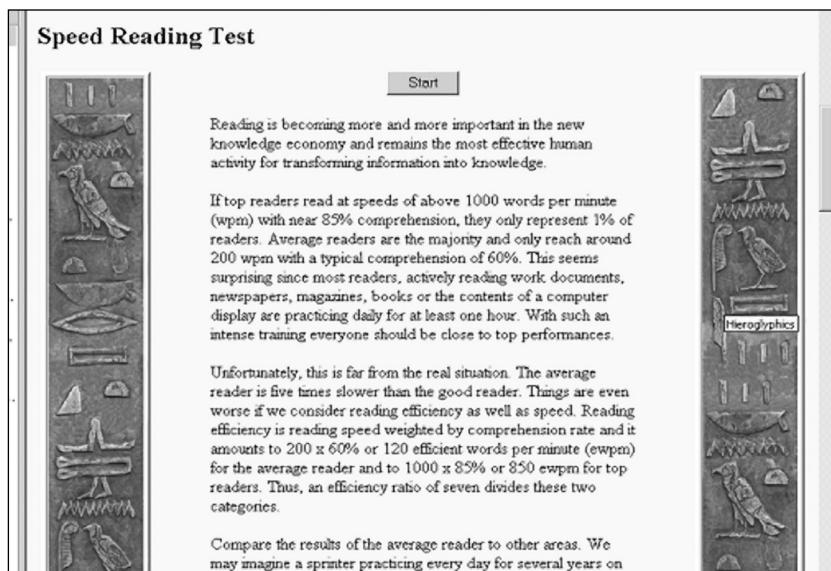 Speed Reading Test
Start
Reading is becoming more and more important in the new
knowledge economy and remains the most effective human
activity for transforming information into knowledge.
If top readers read at speeds of above 1000 words per minute
(wpm) with near 85% comprehension, they only represent 1% of
readers. Average readers are the majority and only reach around
200 wpm with a typical comprehension of 60%. This seems
surprising since most readers, actively reading work documents,
newspapers, magazines, books or the contents of a computer
display are practicing daily for at least one hour. With such an
intense training everyone should be close to top performances.
Hieroglyphics
Unfortunately, this is far from the real situation. The average
reader is five times slower than the good reader. Things are even
worse if we consider reading efficiency as well as speed. Reading
efficiency is reading speed weighted by comprehension rate and it
amounts to 200 x 60% or 120 efficient words per minute (ewpm)
for the average reader and to 1000 x 85% or 850 ewpm for top
readers. Thus, an efficiency ratio of seven divides these two
categories.
Compare the results of the average reader to other areas. We
may imagine a sprinter practicing every day for several years on